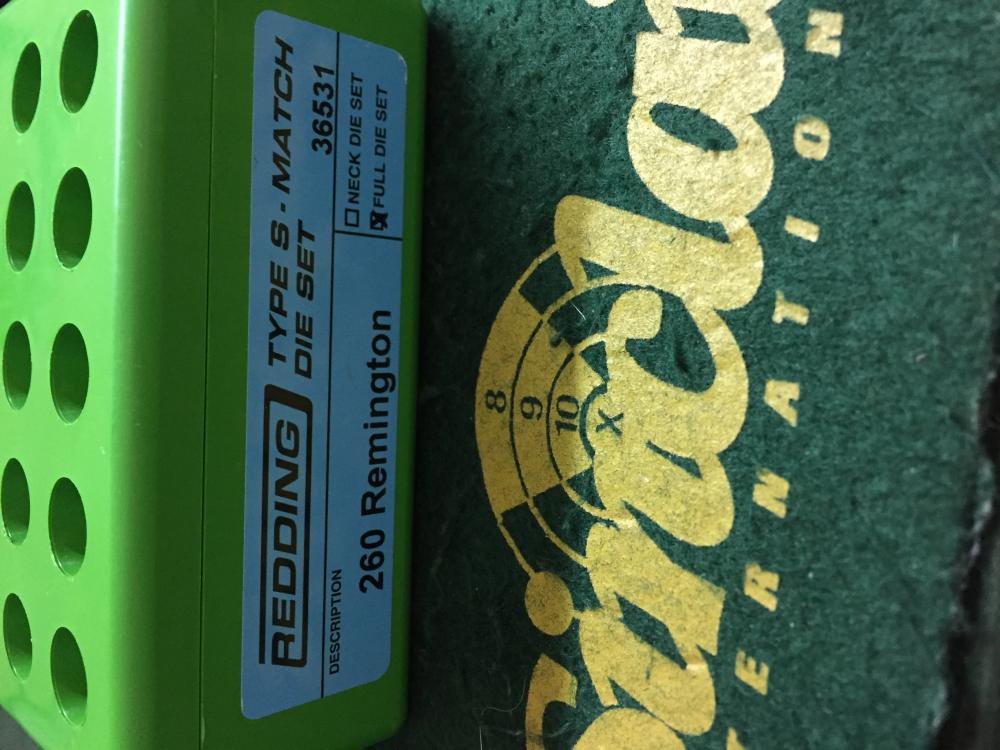 REDDING TYPE S - MATCH
DIE SET 36531
NECK DIE SET
FULL DIE SET
DESCRIPTION
260 Remington
8
9
10
X